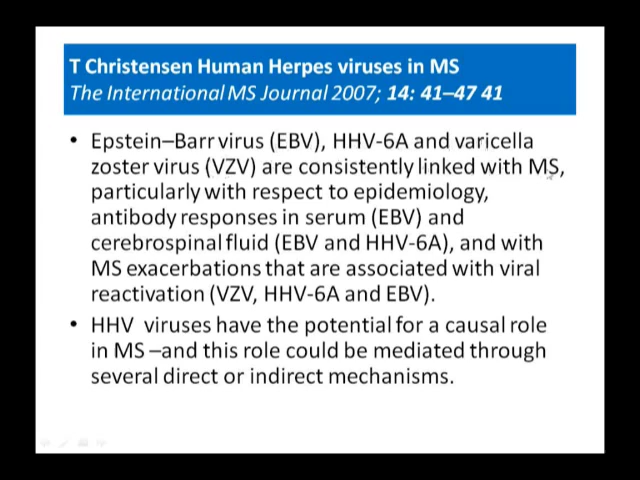 T Christensen Human Herpes viruses in MS
The International MS Journal 2007; 14: 41–47 41
• Epstein–Barr virus (EBV), HHV-6A and varicella
zoster virus (VZV) are consistently linked with MS,
particularly with respect to epidemiology,
antibody responses in serum (EBV) and
cerebrospinal fluid (EBV and HHV-6A), and with
MS exacerbations that are associated with viral
reactivation (VZV, HHV-6A and EBV).
• HHV viruses have the potential for a causal role
in MS –and this role could be mediated through
several direct or indirect mechanisms.